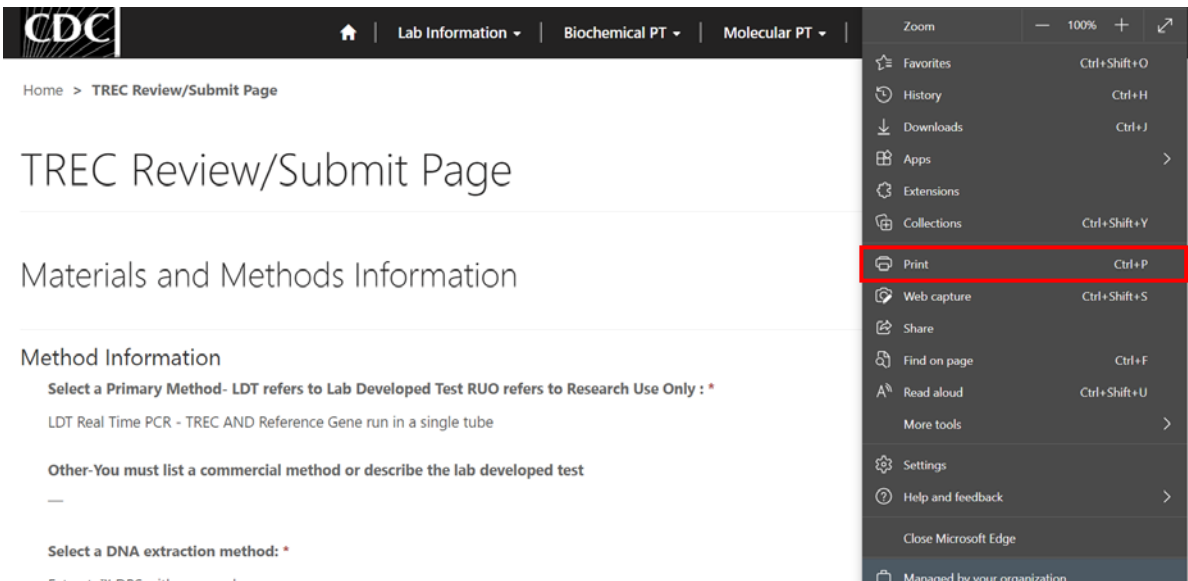 CDC
Lab Information
Biochemical PT
Molecular PT
Home > TREC Review/Submit Page
TREC Review/Submit Page
Materials and Methods Information
Method Information
Select a Primary Method- LDT refers to Lab Developed Test RUO refers to Research Use Only : *
LDT Real Time PCR - TREC AND Reference Gene run in a single tube
Other-You must list a commercial method or describe the lab developed test
—
Select a DNA extraction method: *
Zoom — 100% +
Favorites Ctrl+Shift+O
History Ctrl+H
Downloads Ctrl+J
Apps
Extensions
Collections Ctrl+Shift+Y
Print Ctrl+P
Web capture Ctrl+Shift+S
Share
Find on page Ctrl+F
Read aloud Ctrl+Shift+U
More tools
Settings
Help and feedback
Close Microsoft Edge
Managed by your organization